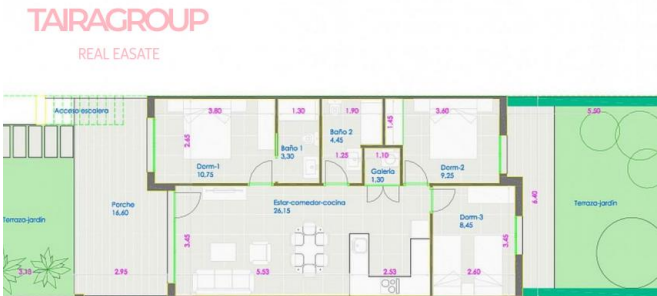 TAIRAGROUP
REAL EASATE
Acceso escalera
3.80
1.30
1.90
3.60
5.50
2.65
1.45
Baño 1
3,30
Baño 2
4,45
1.25
1.10
Galería
1,30
Dorm-1
10,75
Dorm-2
9,25
6.40
Terraza-jardín
Porche
16,60
Terraza-jardín
Estar-comedor-cocina
26,15
Dorm-3
8,45
3.45
3.45
3.10
2.95
5.53
2.53
2.60